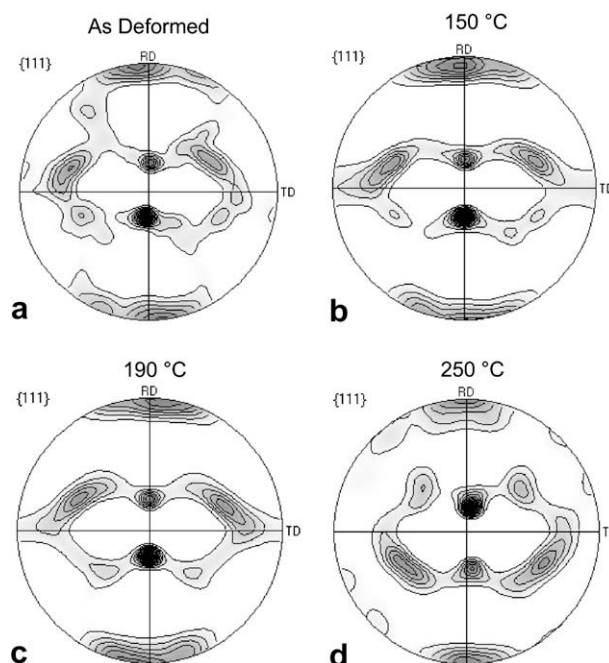 As Deformed
{111}
RD
TD
a
150 °C
{111}
RD
TD
b
190 °C
{111}
RD
TD
c
250 °C
{111}
RD
T
d